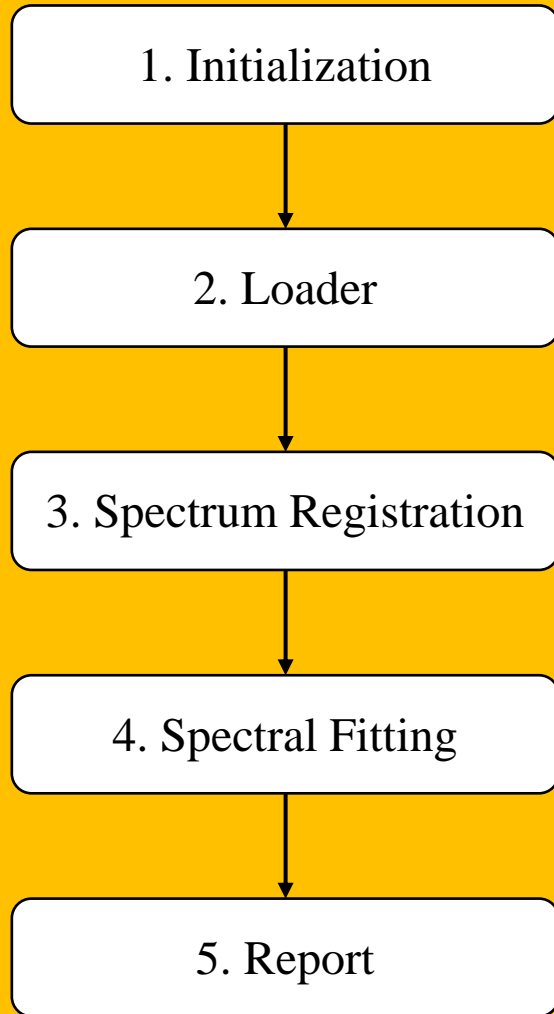 1. Initialization
2. Loader
3. Spectrum Registration
4. Spectral Fitting
5. Report